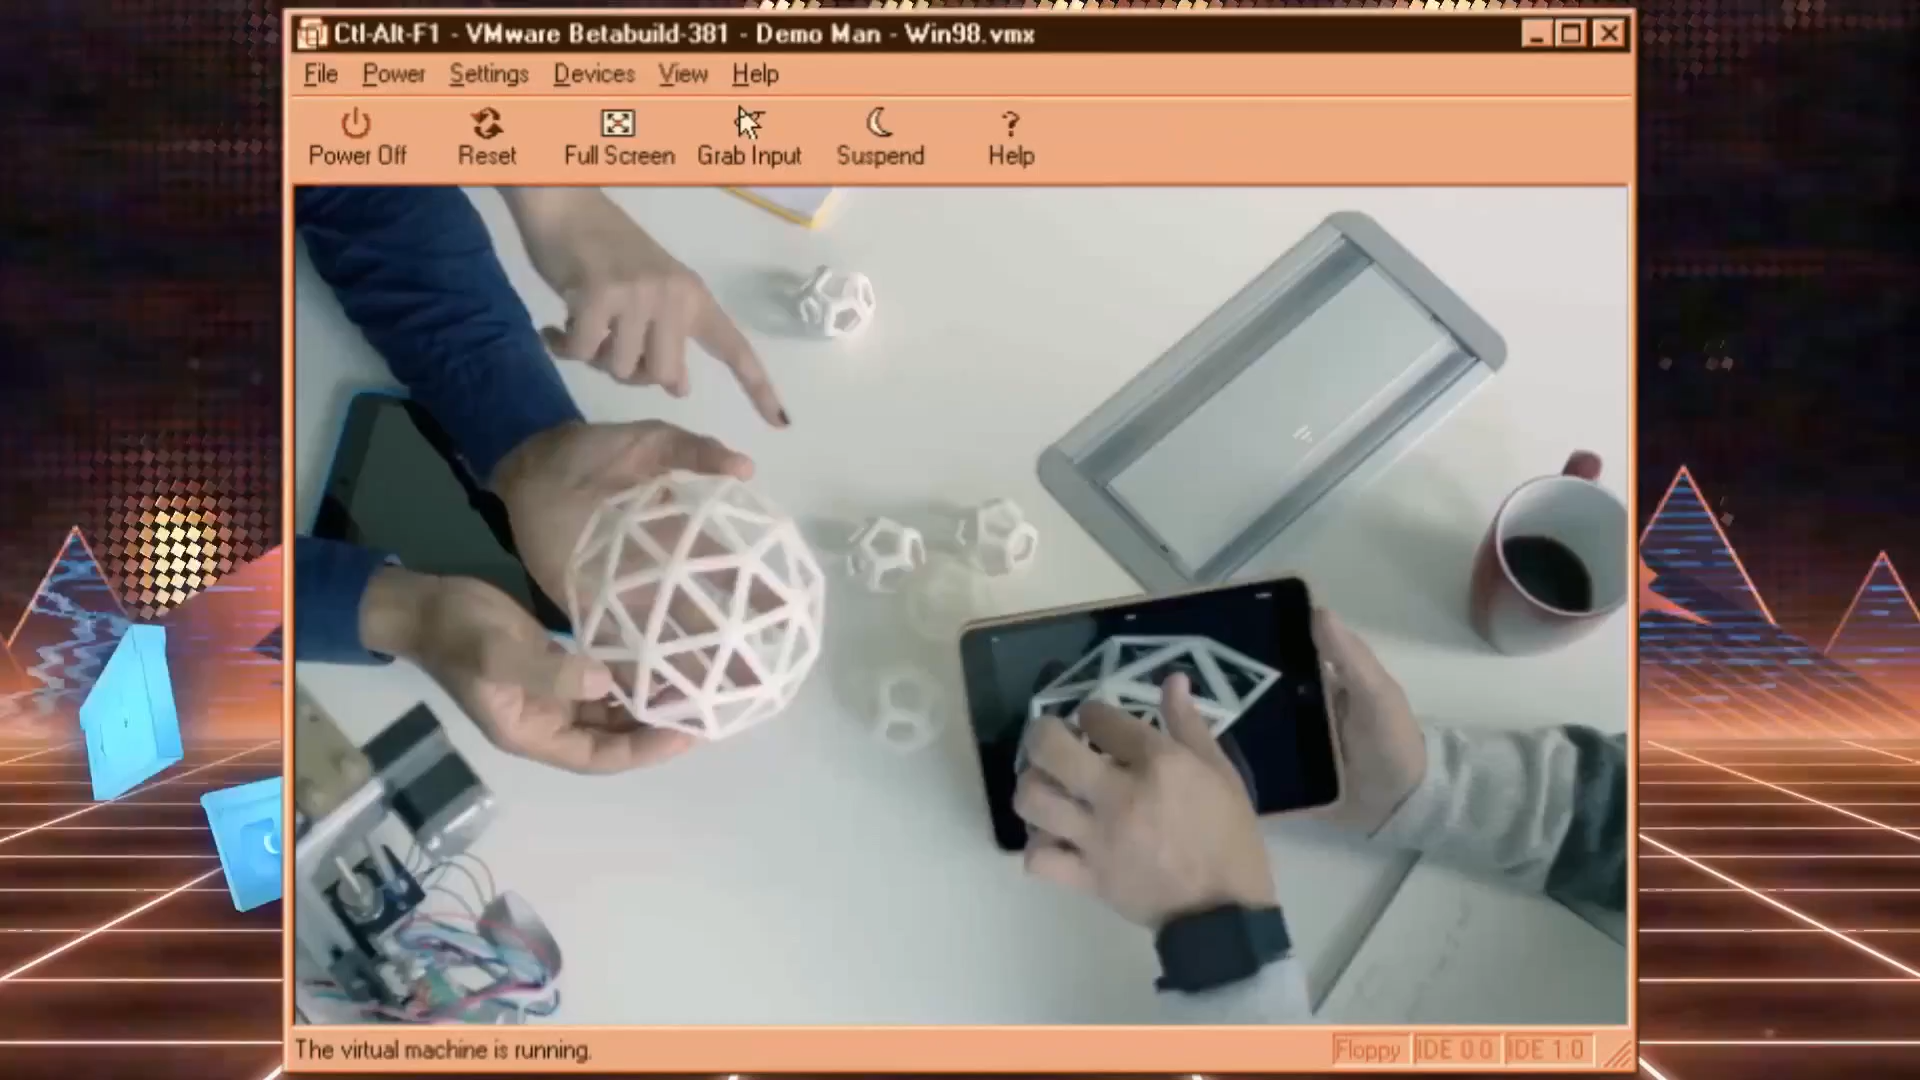 Ctl-Alt-F1 - VMware Betabuild-381 - Demo Man - Win98.vmx
File Power Settings Devices View Help
Power Off Reset Full Screen Grab Input Suspend Help
The virtual machine is running. Floppy IDE 0:0 IDE 1:0